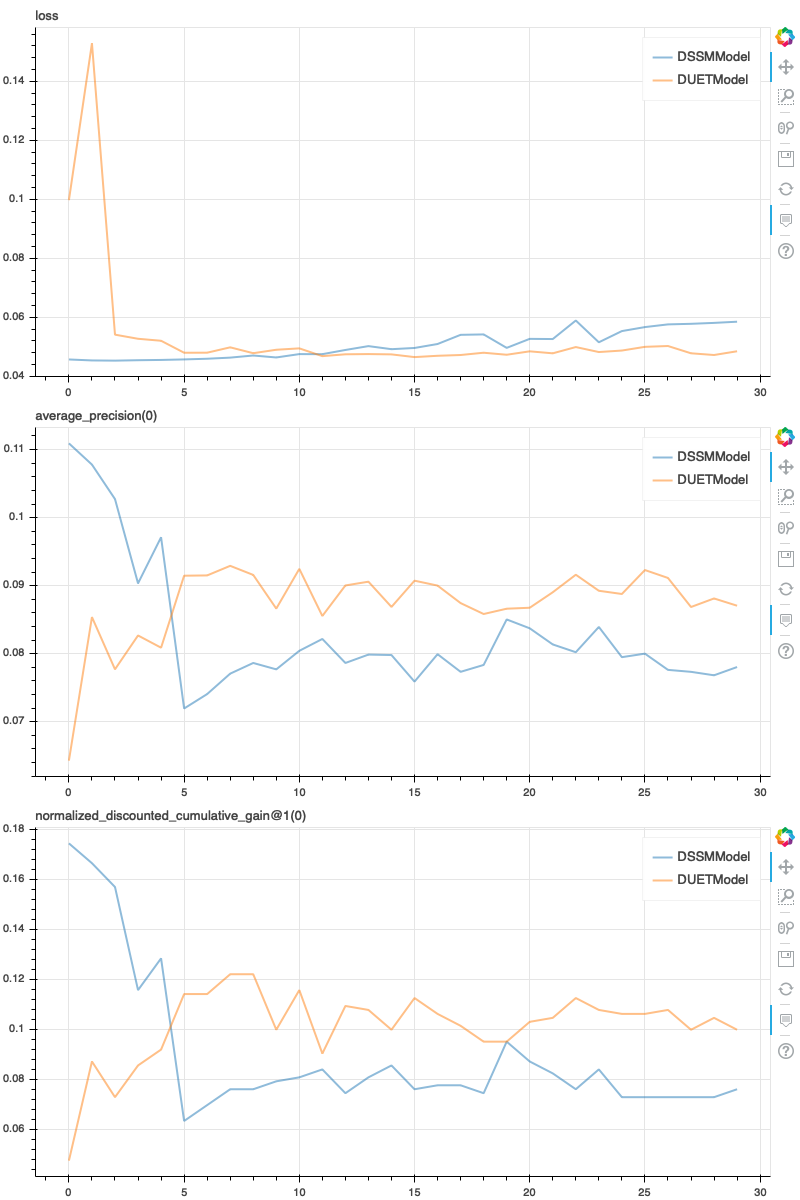 loss
DSSMModel
DUETModel
0.14
0.12
0.1
0.08
0.06
0.04
0 5 10 15 20 25 30
average_precision(0)
DSSMModel
DUETModel
0.11
0.1
0.09
0.08
0.07
0 5 10 15 20 25 30
normalized_discounted_cumulative_gain@1(0)
0.18
DSSMModel
DUETModel
0.16
0.14
0.12
0.1
0.08
0.06
0 5 10 15 20 25 30